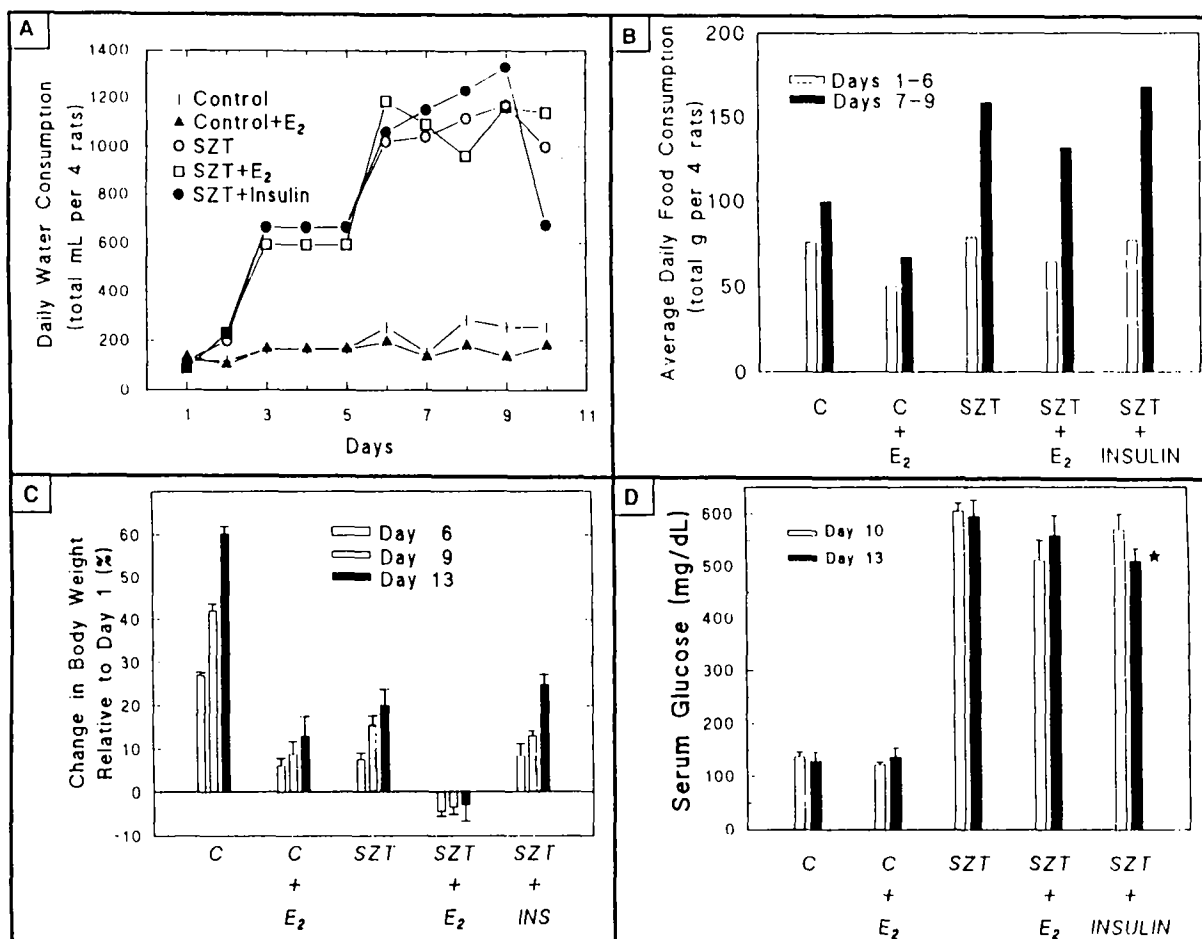 A
Daily Water Consumption
(total mL per 4 rats)
1400
1200
1000
800
600
400
200
0
Control
Control+E₂
SZT
SZT+E₂
SZT+Insulin
1 3 5 7 9 11
Days
B
Average Daily Food Consumption
(total g per 4 rats)
200
150
100
50
0
Days 1-6
Days 7-9
C C SZT SZT SZT
+ + +
E₂ E₂ INSULIN
C
Change in Body Weight
Relative to Day 1 (%)
60
50
40
30
20
10
0
-10
Day 6
Day 9
Day 13
C C SZT SZT SZT
+ + +
E₂ E₂ INS
D
Serum Glucose (mg/dL)
600
500
400
300
200
100
0
Day 10
Day 13
C C SZT SZT SZT
+ + +
E₂ E₂ INSULIN